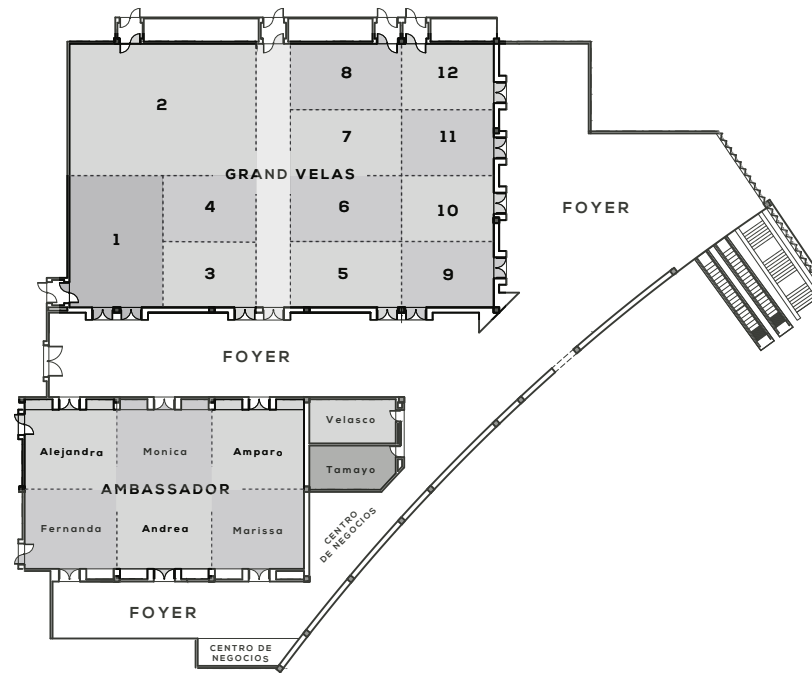 8
12
2
7
11
GRAND VELAS
4
6
10
FOYER
1
3
5
9
FOYER
Velasco
Alejandra
Monica
Amparo
Tamayo
AMBASSADOR
Fernanda
Andrea
Marissa
CENTRO
DE NEGOCIOS
FOYER
CENTRO DE
NEGOCIOS